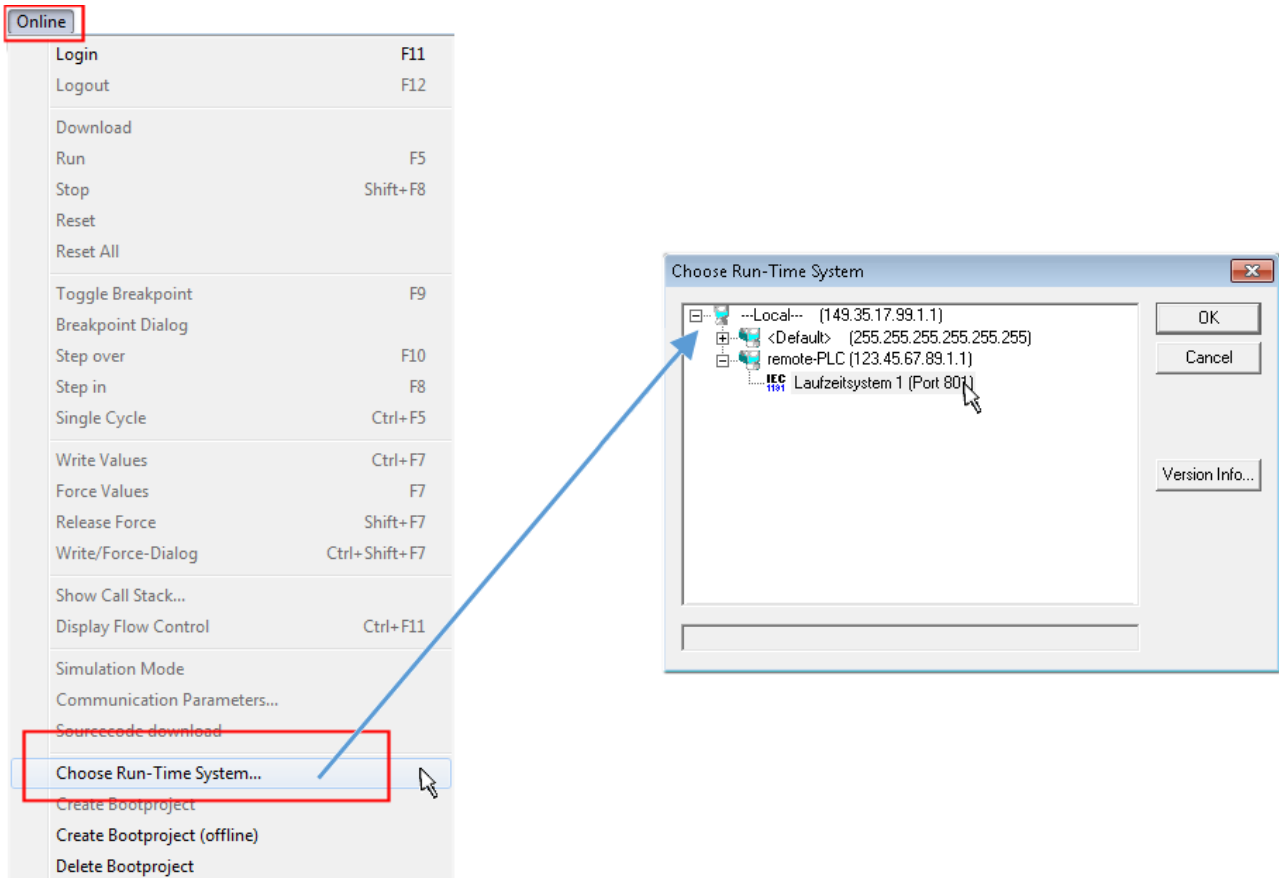 Online
Login F11
Logout F12
Download
Run F5
Stop Shift+F8
Reset
Reset All
Toggle Breakpoint F9
Breakpoint Dialog
Step over F10
Step in F8
Single Cycle Ctrl+F5
Write Values Ctrl+F7
Force Values F7
Release Force Shift+F7
Write/Force-Dialog Ctrl+Shift+F7
Show Call Stack...
Display Flow Control Ctrl+F11
Simulation Mode
Communication Parameters...
Sourcecode download
Choose Run-Time System...
Create Bootproject
Create Bootproject (offline)
Delete Bootproject
Choose Run-Time System
---Local--- (149.35.17.99.1.1)
<Default> (255.255.255.255.255.255)
remote-PLC (123.45.67.89.1.1)
IEC 1131 Laufzeitsystem 1 (Port 801)
OK
Cancel
Version Info...